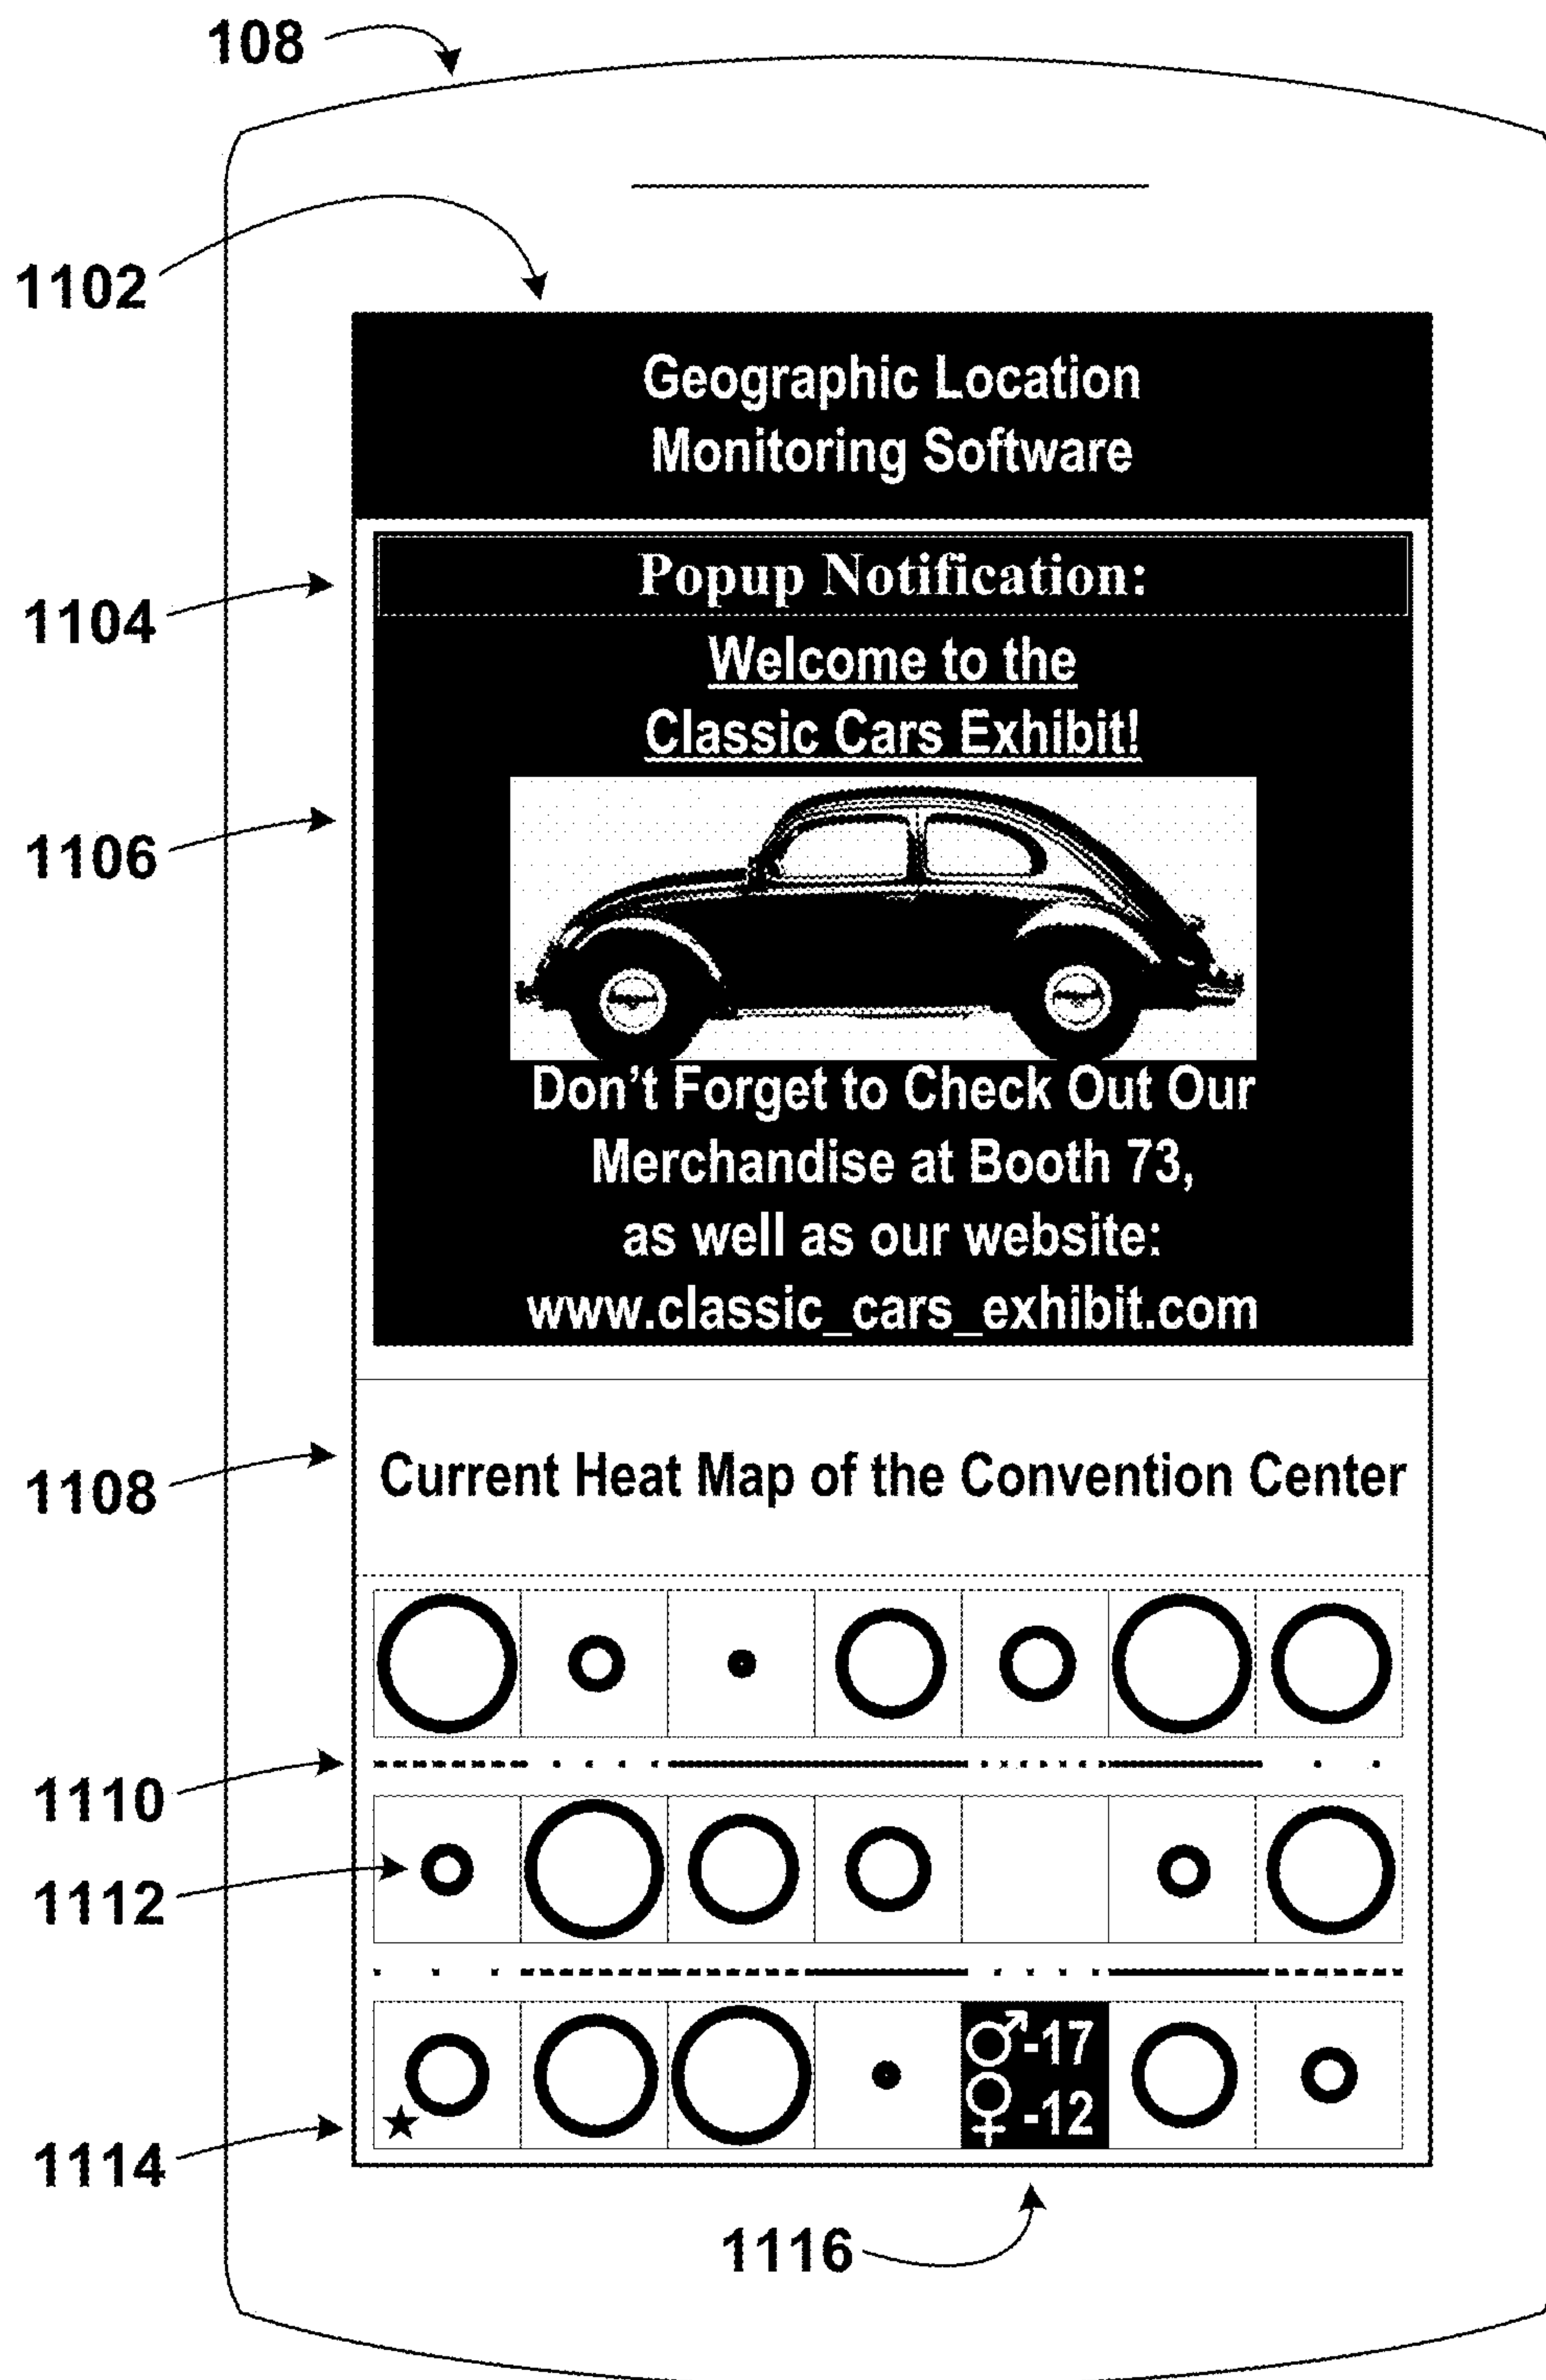 108
1102
Geographic Location
Monitoring Software
1104
Popup Notification:
Welcome to the
Classic Cars Exhibit!
1106
Don't Forget to Check Out Our
Merchandise at Booth 73,
as well as our website:
www.classic_cars_exhibit.com
1108
Current Heat Map of the Convention Center
1110
1112
♂-17
♀-12
1114
1116